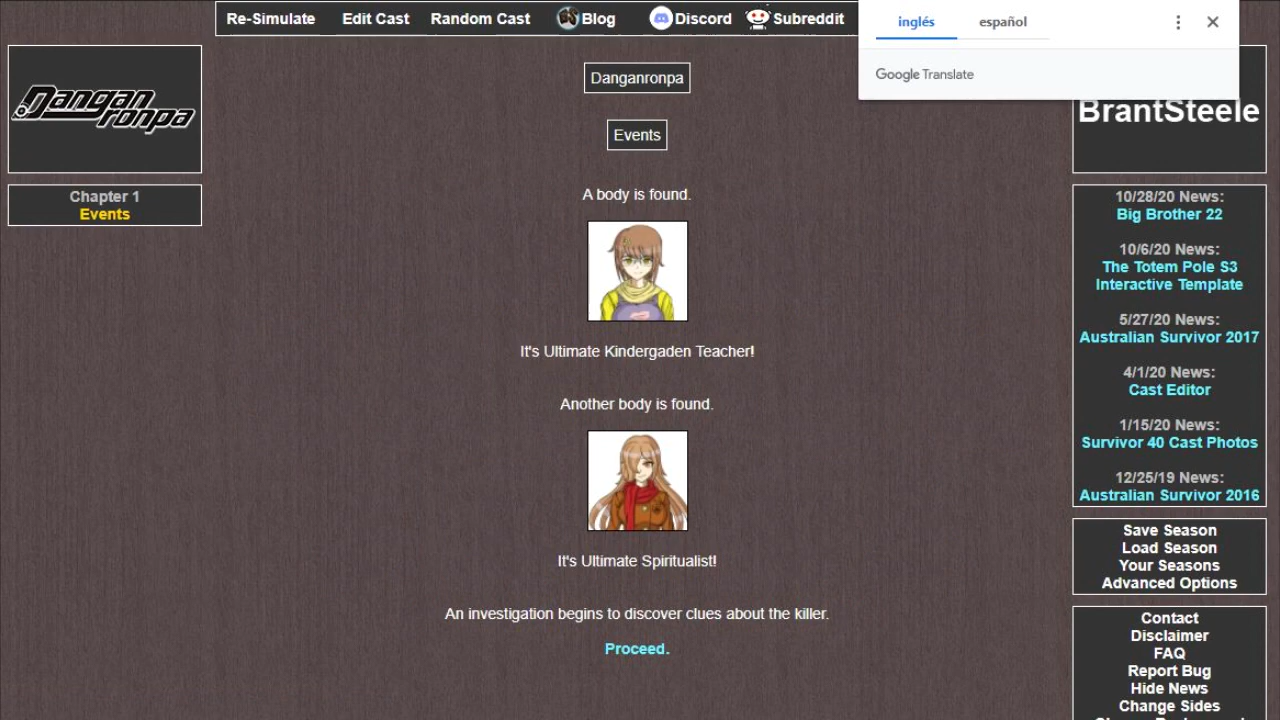 Re-Simulate Edit Cast Random Cast Blog Discord Subreddit
inglés español
Google Translate
Dangan
ronpa
Chapter 1
Events
Danganronpa
Events
A body is found.
It's Ultimate Kindergaden Teacher!
Another body is found.
It's Ultimate Spiritualist!
An investigation begins to discover clues about the killer.
Proceed.
BrantSteele
10/28/20 News:
Big Brother 22
10/6/20 News:
The Totem Pole S3
Interactive Template
5/27/20 News:
Australian Survivor 2017
4/1/20 News:
Cast Editor
1/15/20 News:
Survivor 40 Cast Photos
12/25/19 News:
Australian Survivor 2016
Save Season
Load Season
Your Seasons
Advanced Options
Contact
Disclaimer
FAQ
Report Bug
Hide News
Change Sides